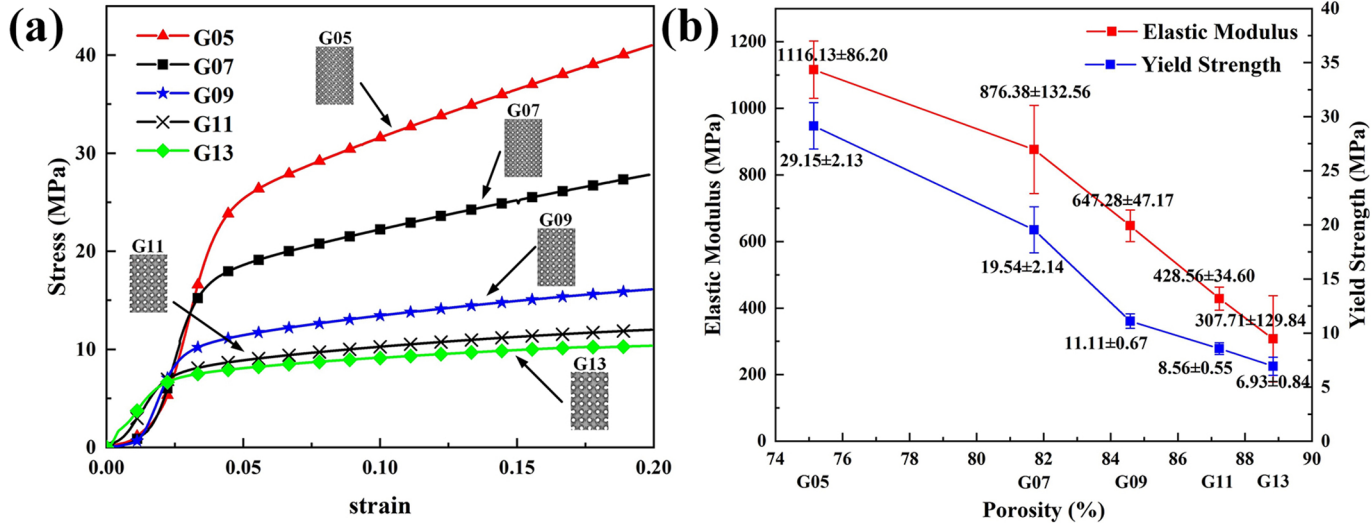 (a)
G05
G07
G09
G11
G13
G05
G07
G09
G11
G13
Stress (MPa)
40
30
20
10
0
0.00 0.05 0.10 0.15 0.20
strain
(b)
Elastic Modulus
Yield Strength
1116.13±86.20
876.38±132.56
647.28±47.17
428.56±34.60
307.71±129.84
29.15±2.13
19.54±2.14
11.11±0.67
8.56±0.55
6.93±0.84
Elastic Modulus (MPa)
1200
1000
800
600
400
200
0
Yield Strength (MPa)
40
35
30
25
20
15
10
5
0
74 76 78 80 82 84 86 88 90
G05 G07 G09 G11 G13
Porosity (%)